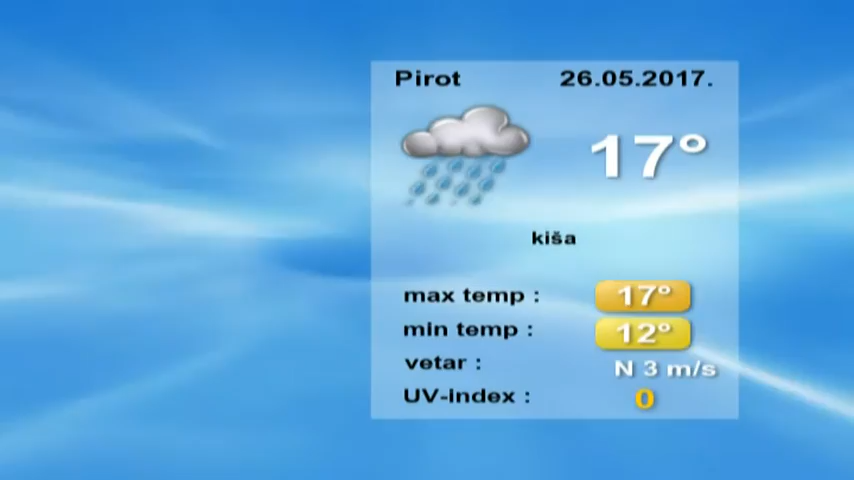 Pirot 26.05.2017.
17°
kiša
max temp : 17°
min temp : 12°
vetar : N 3 m/s
UV-index : 0